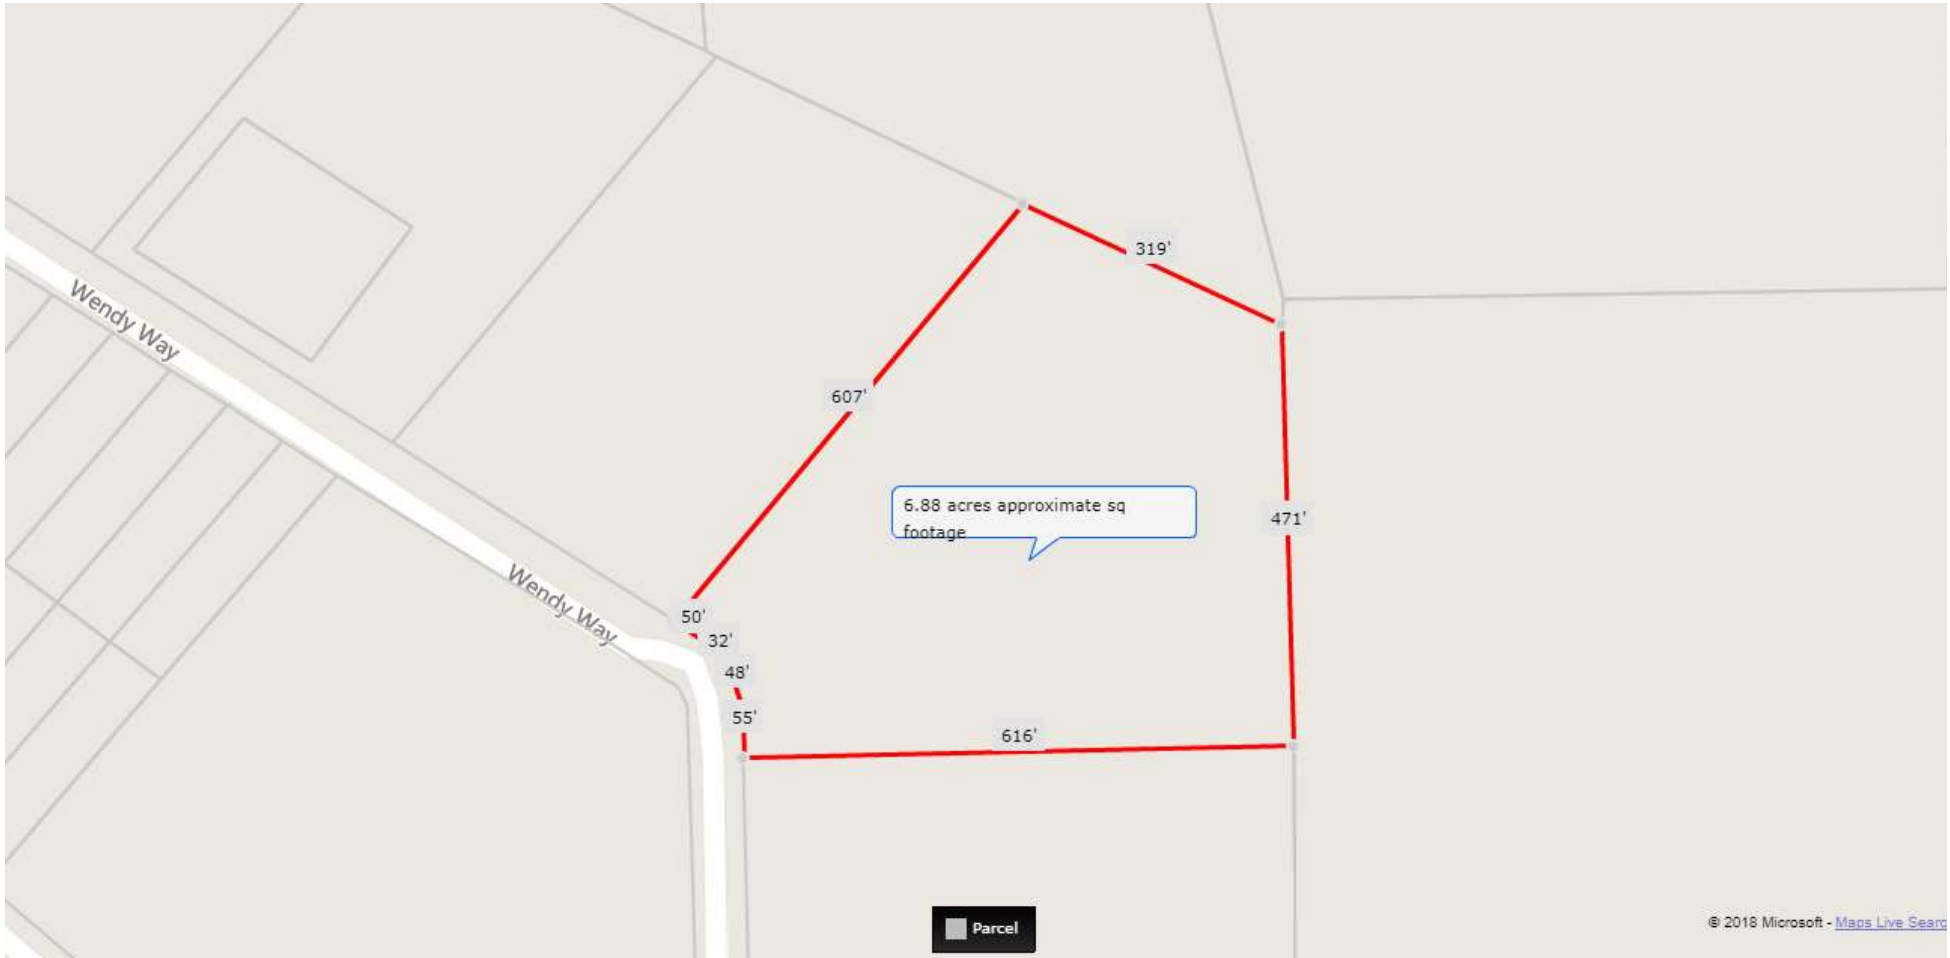 319'
Wendy Way
607'
6.88 acres approximate sq
footage
471'
Wendy Way
50'
32'
48'
55'
616'
Parcel
© 2018 Microsoft - Maps Live Searc